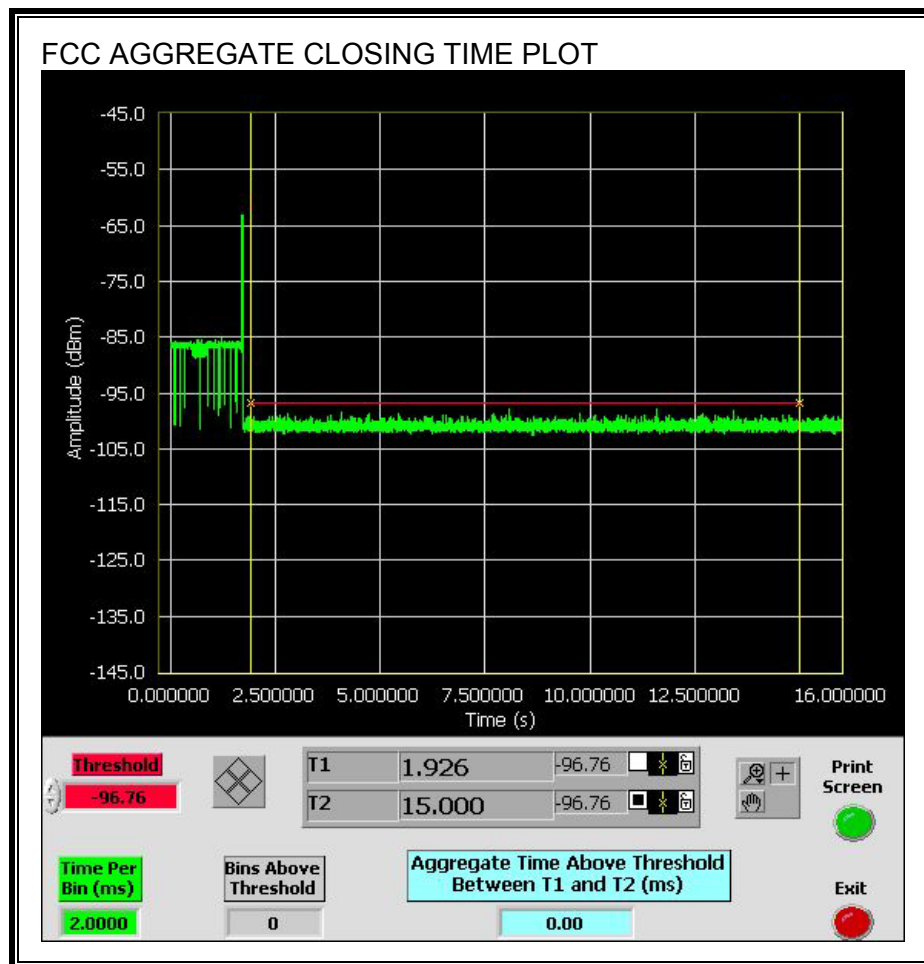 FCC AGGREGATE CLOSING TIME PLOT
-45.0
-55.0
-65.0
-75.0
-85.0
-95.0
-105.0
-115.0
-125.0
-135.0
-145.0
Amplitude (dBm)
0.000000 2.500000 5.000000 7.500000 10.000000 12.500000 16.000000
Time (s)
Threshold
-96.76
T1 1.926 -96.76
T2 15.000 -96.76
Print
Screen
Time Per
Bin (ms)
2.0000
Bins Above
Threshold
0
Aggregate Time Above Threshold
Between T1 and T2 (ms)
0.00
Exit